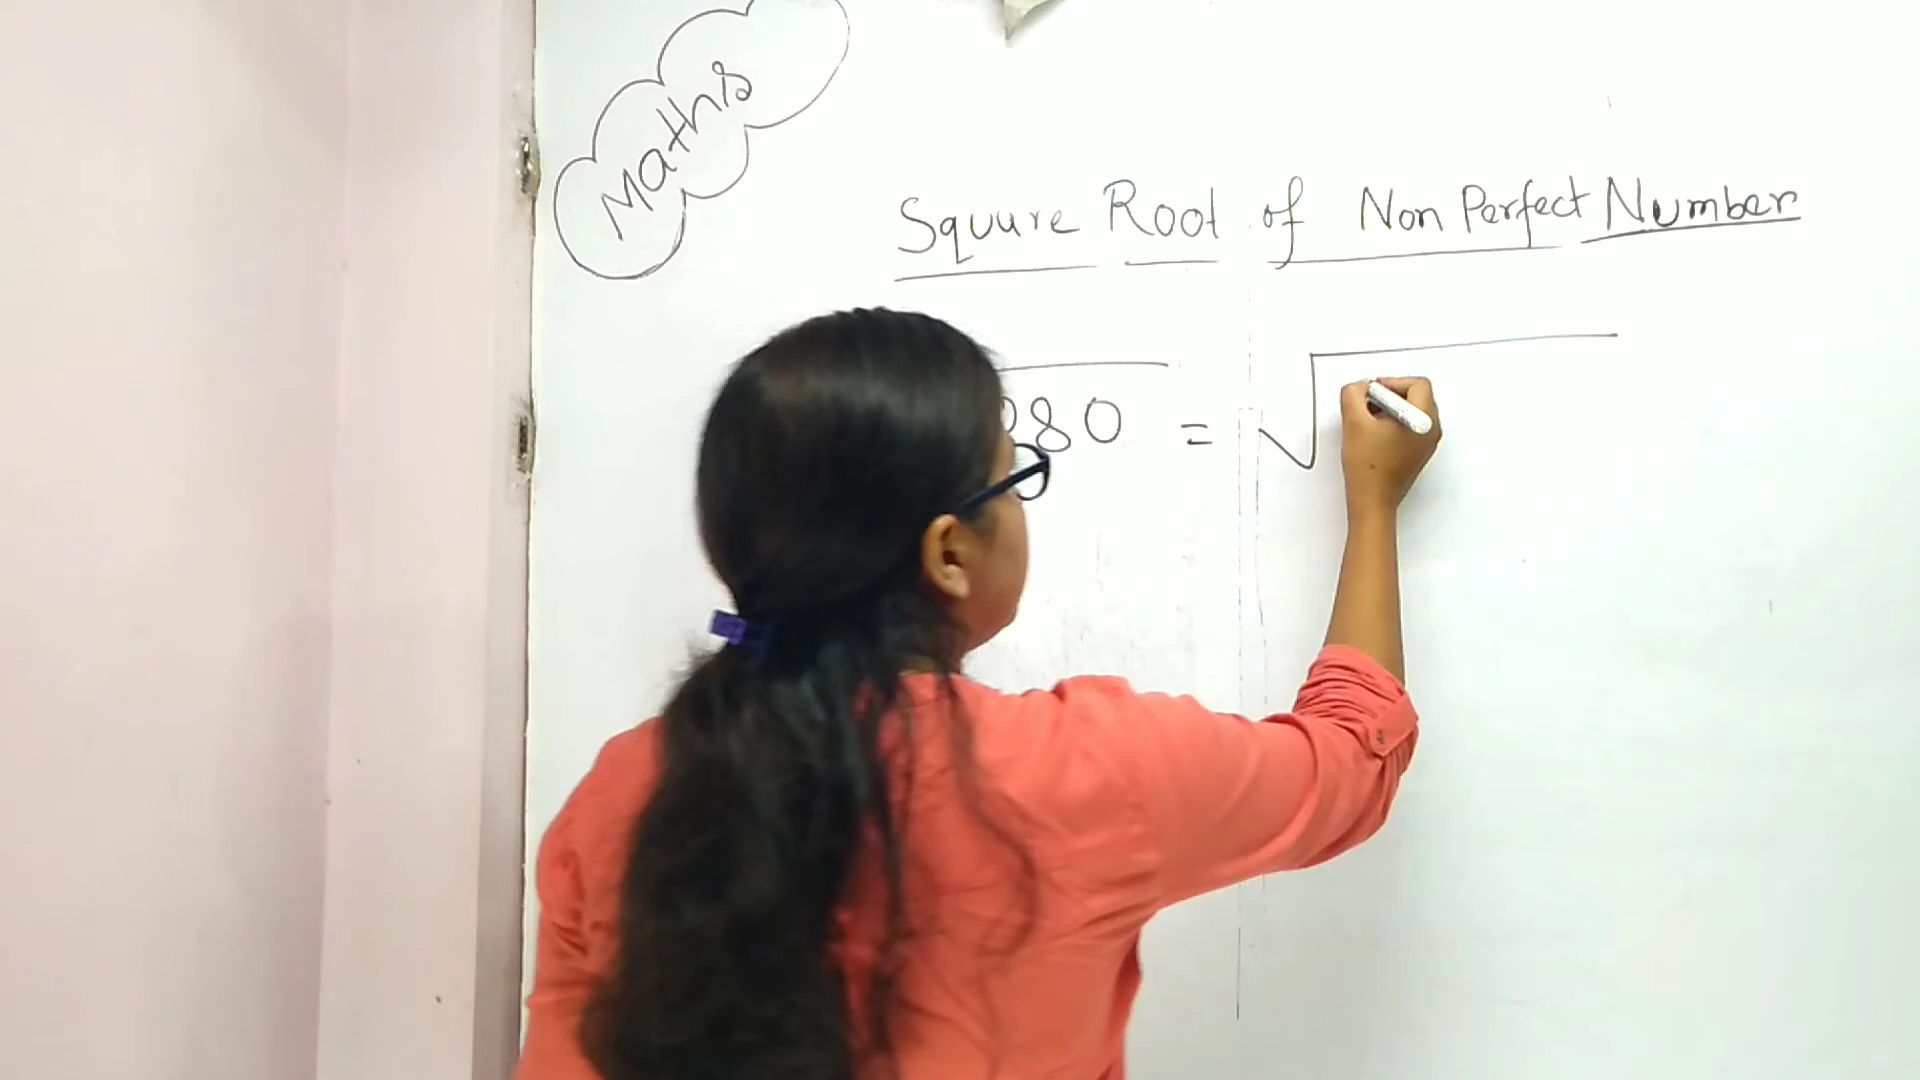 Maths
Square Root of Non Perfect Number
80 = √